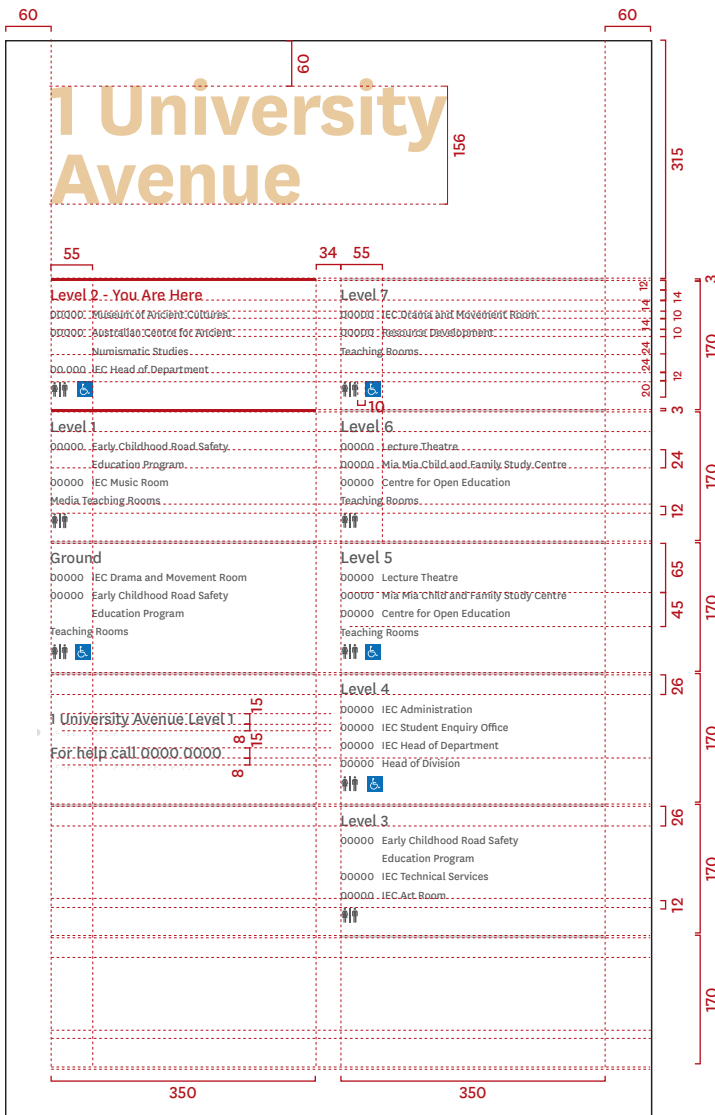 60
60
60
1 University
Avenue
156
315
55
34
55
3
Level 2 - You Are Here
00000 Museum of Ancient Cultures
00000 Australian Centre for Ancient
Numismatic Studies
00.000 IEC Head of Department
Level 7
00000 IEC Drama and Movement Room
00000 Resource Development
Teaching Rooms
10
12
14
14
10
14
10
24
24
12
20
170
3
Level 1
00000 Early Childhood Road Safety
Education Program
00000 IEC Music Room
Media Teaching Rooms
Level 6
00000 Lecture Theatre
00000 Mia Mia Child and Family Study Centre
00000 Centre for Open Education
Teaching Rooms
24
12
170
Ground
00000 IEC Drama and Movement Room
00000 Early Childhood Road Safety
Education Program
Teaching Rooms
Level 5
00000 Lecture Theatre
00000 Mia Mia Child and Family Study Centre
00000 Centre for Open Education
Teaching Rooms
65
45
170
1 University Avenue Level 1
15
8
For help call 0000 0000
15
8
Level 4
00000 IEC Administration
00000 IEC Student Enquiry Office
00000 IEC Head of Department
00000 Head of Division
26
170
Level 3
00000 Early Childhood Road Safety
Education Program
00000 IEC Technical Services
00000 IEC Art Room
26
12
170
170
350
350